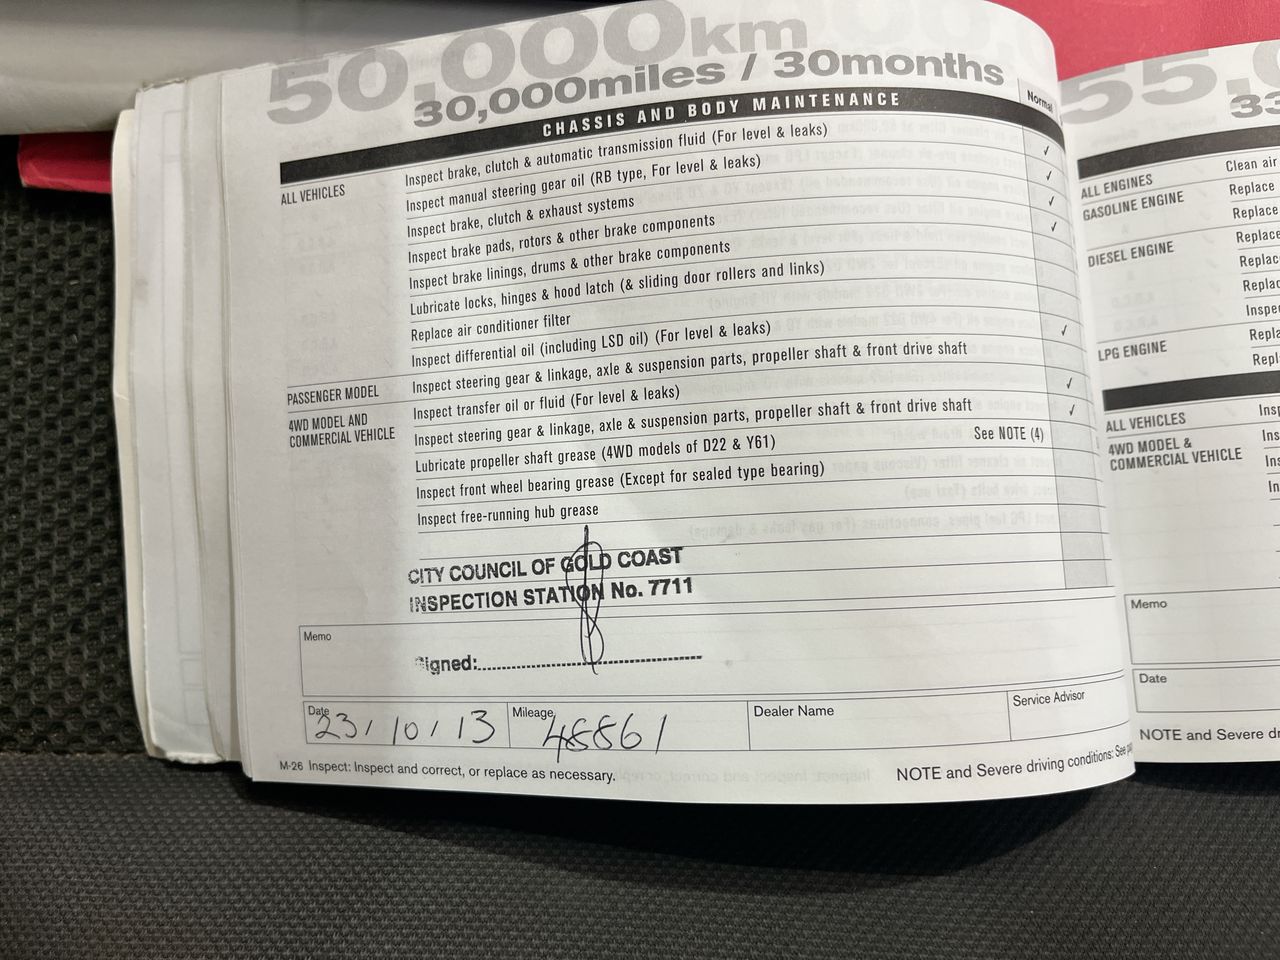 50,000km
30,000miles / 30months
CHASSIS AND BODY MAINTENANCE
Normal
ALL VEHICLES
Inspect brake, clutch & automatic transmission fluid (For level & leaks) ✓
Inspect manual steering gear oil (RB type, For level & leaks) ✓
Inspect brake, clutch & exhaust systems ✓
Inspect brake pads, rotors & other brake components ✓
Inspect brake linings, drums & other brake components
Lubricate locks, hinges & hood latch (& sliding door rollers and links)
Replace air conditioner filter
Inspect differential oil (including LSD oil) (For level & leaks) ✓
PASSENGER MODEL
Inspect steering gear & linkage, axle & suspension parts, propeller shaft & front drive shaft
4WD MODEL AND
COMMERCIAL VEHICLE
Inspect transfer oil or fluid (For level & leaks) ✓
Inspect steering gear & linkage, axle & suspension parts, propeller shaft & front drive shaft ✓
Lubricate propeller shaft grease (4WD models of D22 & Y61) See NOTE (4)
Inspect front wheel bearing grease (Except for sealed type bearing)
Inspect free-running hub grease
CITY COUNCIL OF GOLD COAST
INSPECTION STATION No. 7711
Memo
Signed:
Date 23/10/13
Mileage 48861
Dealer Name
Service Advisor
M-26 Inspect: Inspect and correct, or replace as necessary.
NOTE and Severe driving conditions: See
55,0
33
ALL ENGINES
Clean air
GASOLINE ENGINE
Replace
Replace
DIESEL ENGINE
Replace
Replac
Replac
Inspe
LPG ENGINE
Repla
Repl
ALL VEHICLES
Ins
4WD MODEL &
COMMERCIAL VEHICLE
Ins
Ins
In
Memo
Date
NOTE and Severe dr